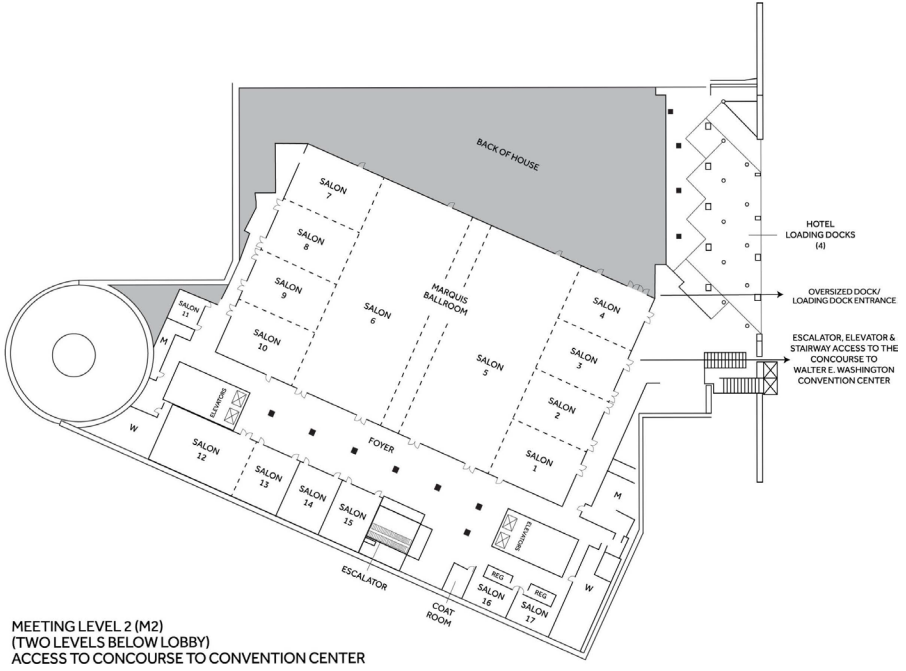 BACK OF HOUSE
SALON
7
SALON
8
SALON
9
SALON
10
SALON
11
M
W
SALON
6
MARQUIS
BALLROOM
SALON
5
SALON
4
SALON
3
SALON
2
SALON
1
HOTEL
LOADING DOCKS
(4)
OVERSIZED DOCK/
LOADING DOCK ENTRANCE
ESCALATOR, ELEVATOR &
STAIRWAY ACCESS TO THE
CONCOURSE TO
WALTER E. WASHINGTON
CONVENTION CENTER
ELEVATORS
FOYER
SALON
12
SALON
13
SALON
14
SALON
15
ESCALATOR
ELEVATORS
M
W
COAT
ROOM
REG
SALON
16
REG
SALON
17
MEETING LEVEL 2 (M2)
(TWO LEVELS BELOW LOBBY)
ACCESS TO CONCOURSE TO CONVENTION CENTER